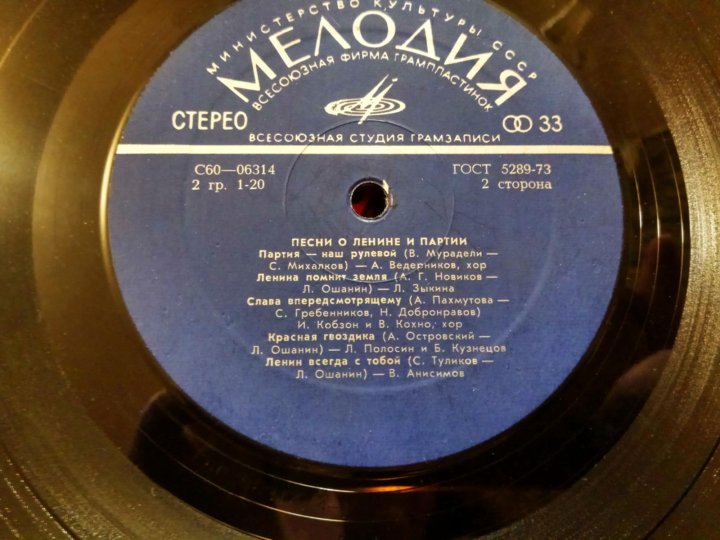 МИНИСТЕРСТВО КУЛЬТУРЫ СССР
МЕЛОДИЯ
ВСЕСОЮЗНАЯ ФИРМА ГРАМПЛАСТИНОК
СТЕРЕО
33
ВСЕСОЮЗНАЯ СТУДИЯ ГРАМЗАПИСИ
С60—06314
ГОСТ 5289-73
2 гр. 1-20
2 сторона
ПЕСНИ О ЛЕНИНЕ И ПАРТИИ
Партия — наш рулевой (В. Мурадели —
С. Михалков) — А. Ведерников, хор
Ленина помнит земля (А. Г. Новиков —
Л. Ошанин) — Л. Зыкина
Слава впередсмотрящему (А. Пахмутова —
С. Гребенников, Н. Добронравов)
И. Кобзон и В. Кохно, хор
Красная гвоздика (А. Островский —
Л. Ошанин) — Л. Полосин и Б. Кузнецов
Ленин всегда с тобой (С. Туликов —
Л. Ошанин) — В. Анисимов